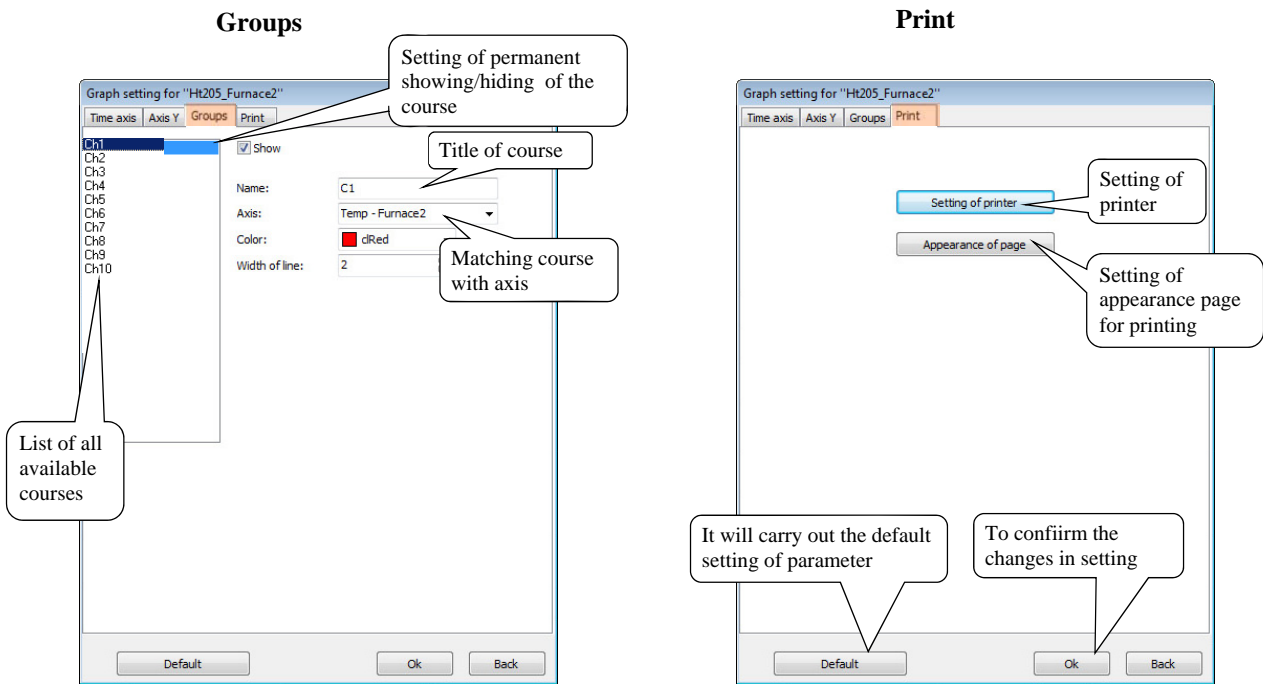 Groups
Setting of permanent
showing/hiding of the
course
Graph setting for "Ht205_Furnace2"
Time axis Axis Y Groups Print
Ch1
Ch2
Ch3
Ch4
Ch5
Ch6
Ch7
Ch8
Ch9
Ch10
Show
Title of course
Name: C1
Axis: Temp - Furnace2
Color: clRed
Width of line: 2
Matching course
with axis
List of all
available
courses
Default Ok Back
Print
Graph setting for "Ht205_Furnace2"
Time axis Axis Y Groups Print
Setting of printer
Setting of
printer
Appearance of page
Setting of
appearance page
for printing
It will carry out the default
setting of parameter
To confiirm the
changes in setting
Default Ok Back